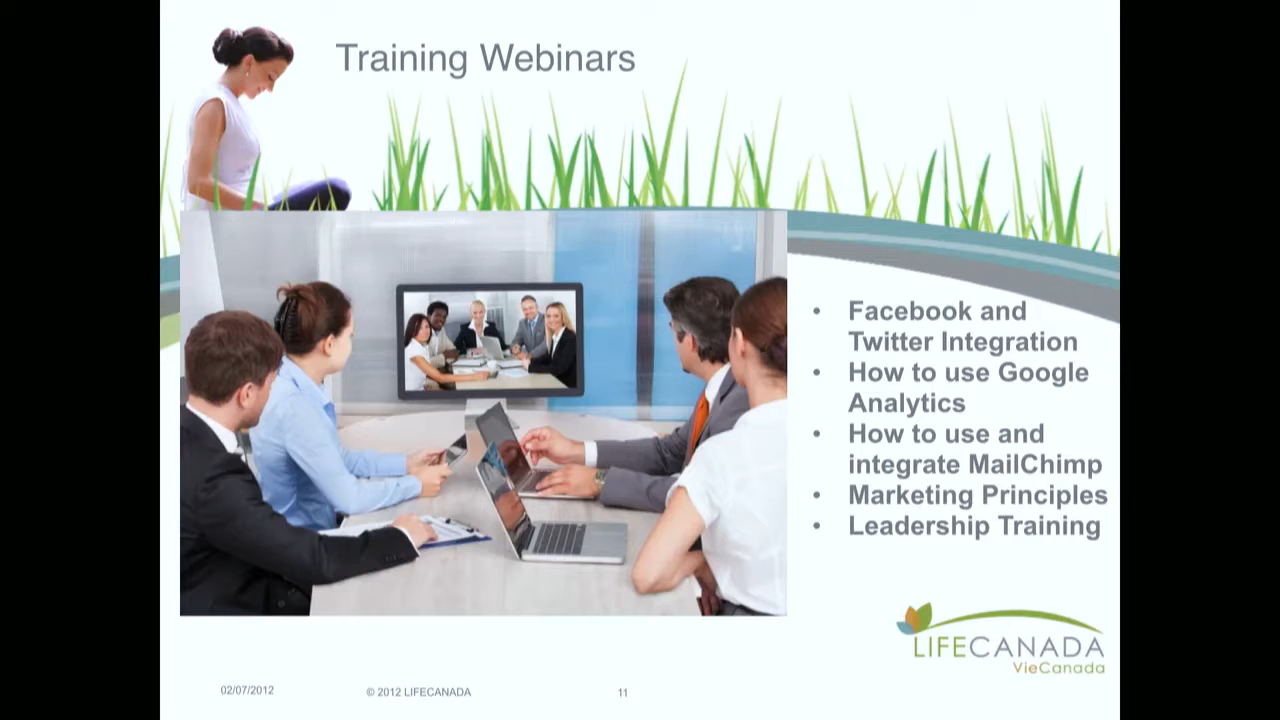 Training Webinars
• Facebook and
Twitter Integration
• How to use Google
Analytics
• How to use and
integrate MailChimp
• Marketing Principles
• Leadership Training
LIFECANADA
VieCanada
02/07/2012
© 2012 LIFECANADA
11